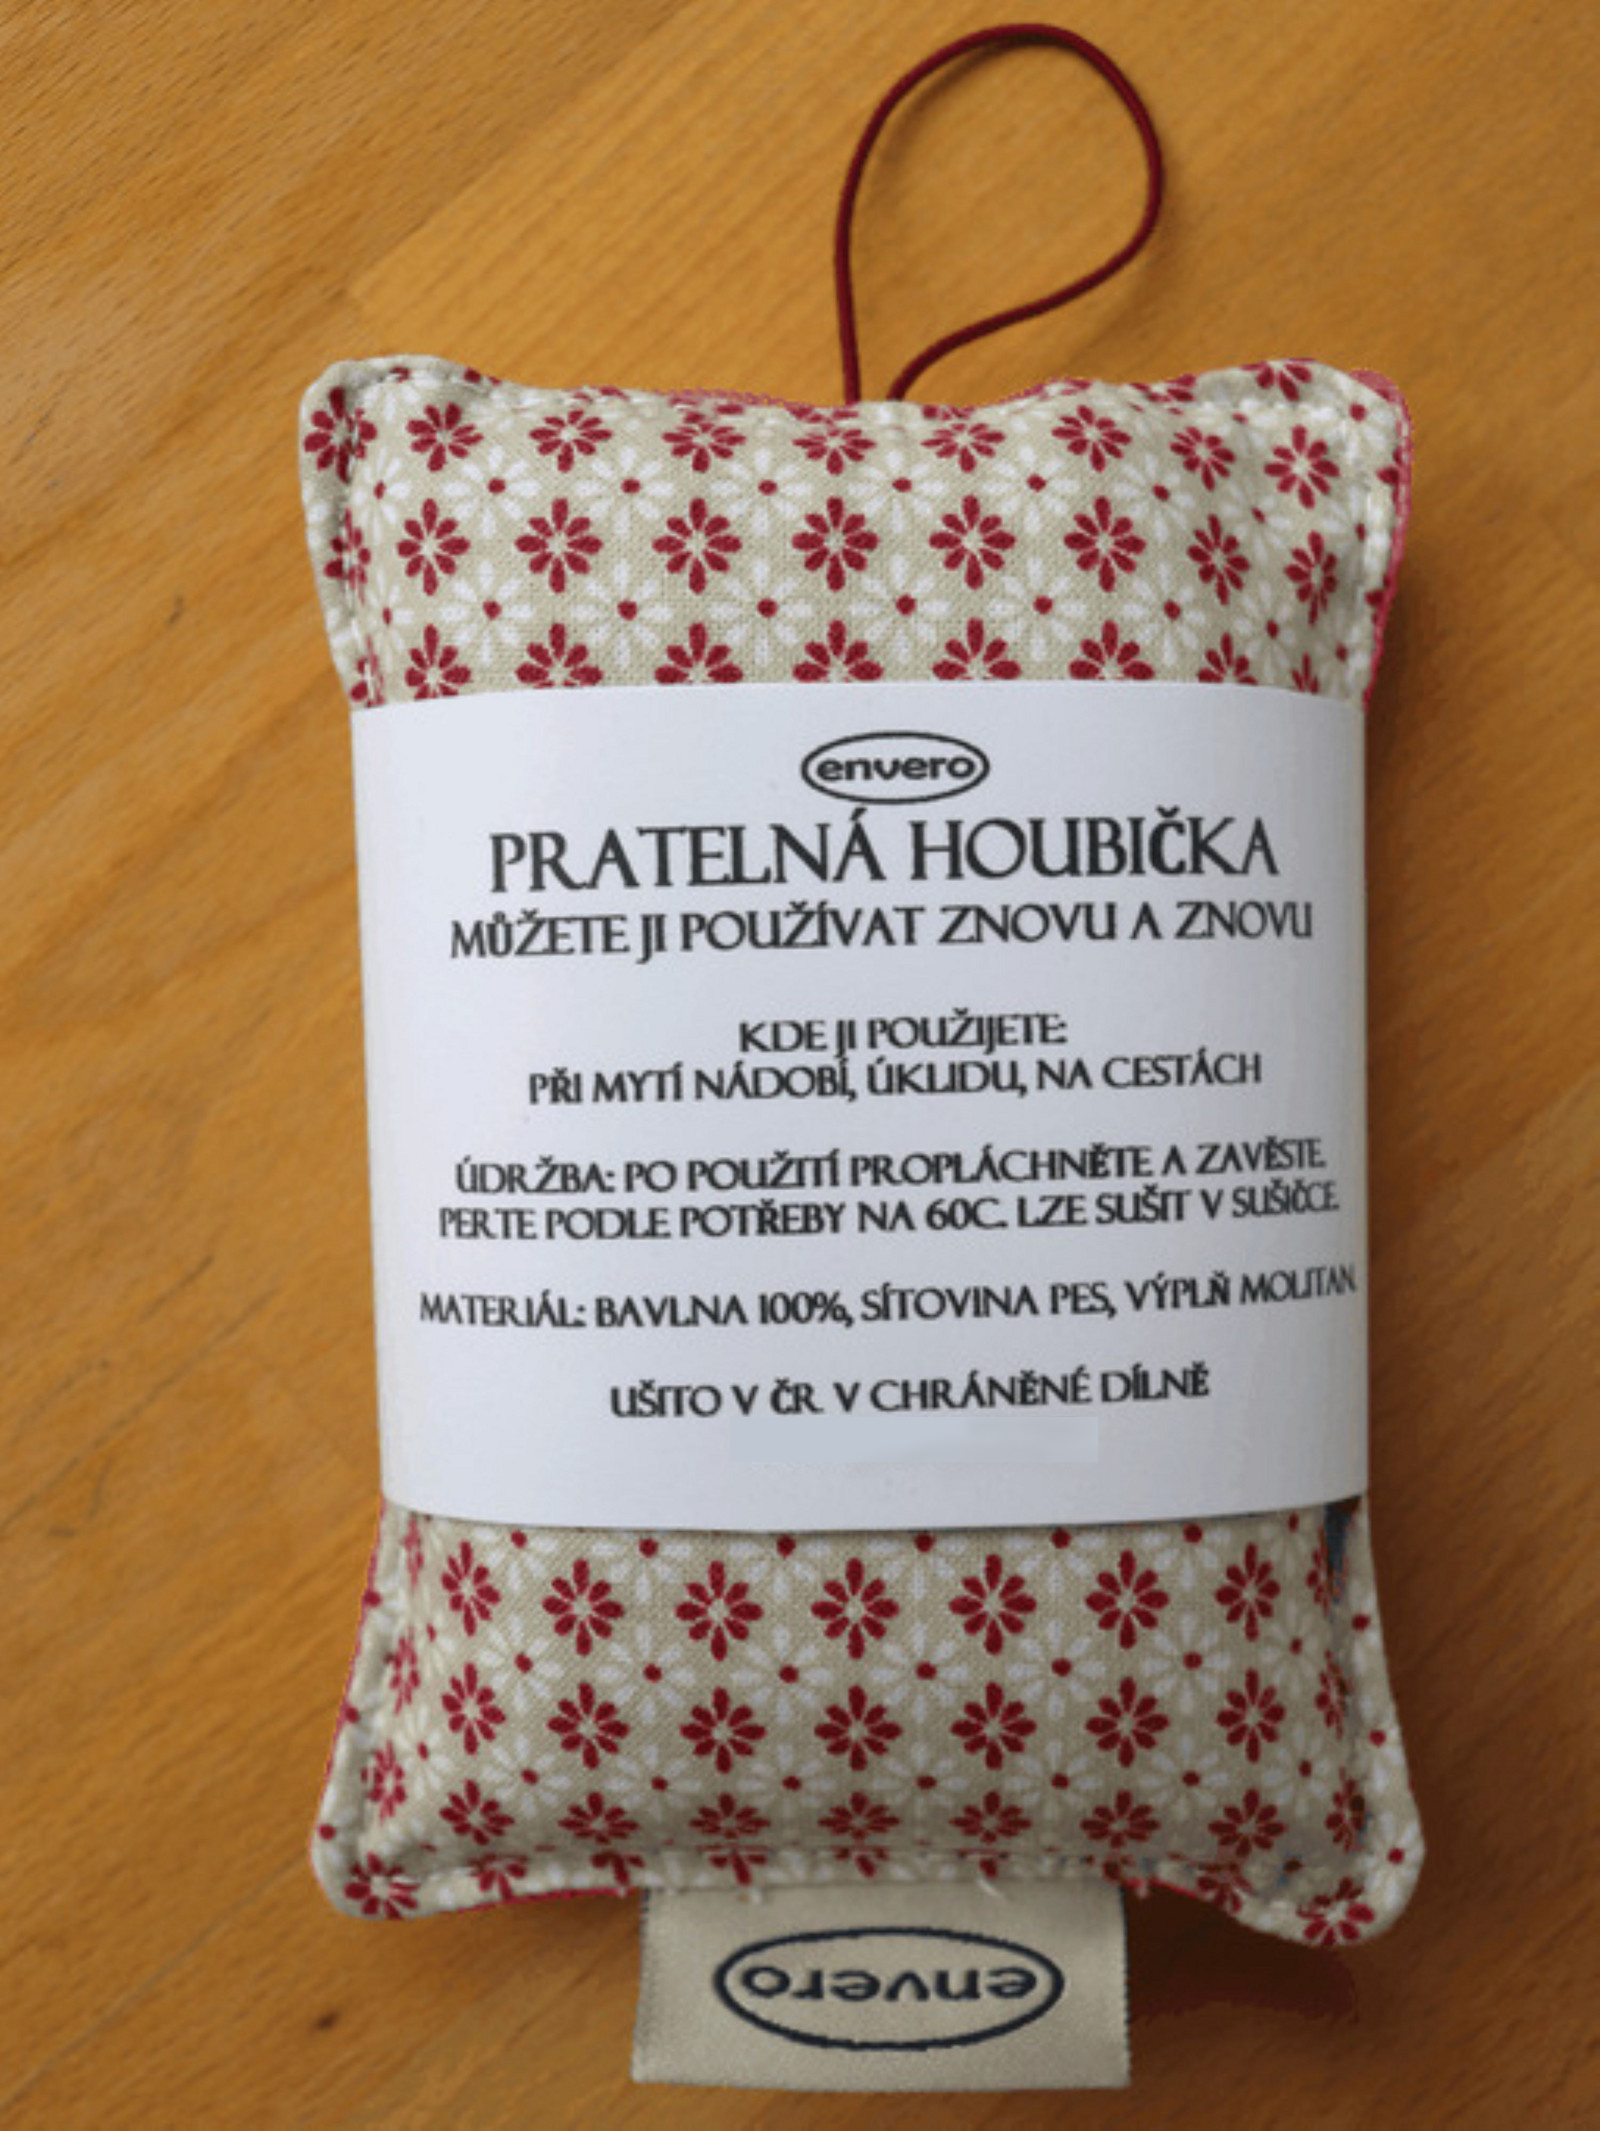 envero
PRATELNÁ HOUBIČKA
MŮŽETE JI POUŽÍVAT ZNOVU A ZNOVU
KDE JI POUŽIJETE:
PŘI MYTÍ NÁDOBÍ, ÚKLIDU, NA CESTÁCH
ÚDRŽBA: PO POUŽITÍ PROPLÁCHNĚTE A ZAVĚSTE.
PERTE PODLE POTŘEBY NA 60C. LZE SUŠIT V SUŠIČCE.
MATERIÁL: BAVLNA 100%, SÍTOVINA PES, VÝPLŇ MOLITAN.
UŠITO V ČR V CHRÁNĚNÉ DÍLNĚ
envero